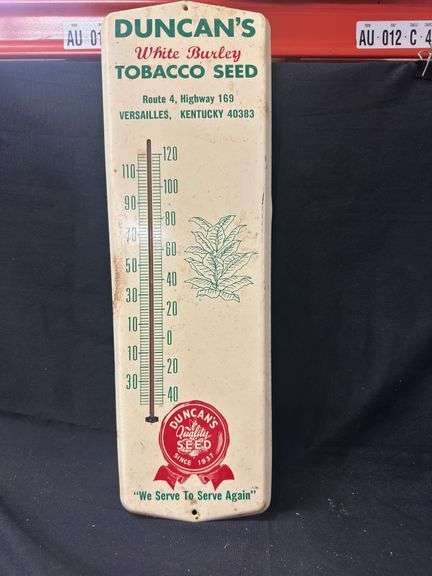 AU 01
AU · 012 · C · 4
DUNCAN'S
White Burley
TOBACCO SEED
Route 4, Highway 169
VERSAILLES, KENTUCKY 40383
120
110
100
90
80
70
60
50
40
30
20
10
0
10
20
30
40
DUNCAN'S
Quality
SEED
SINCE 1937
"We Serve To Serve Again"